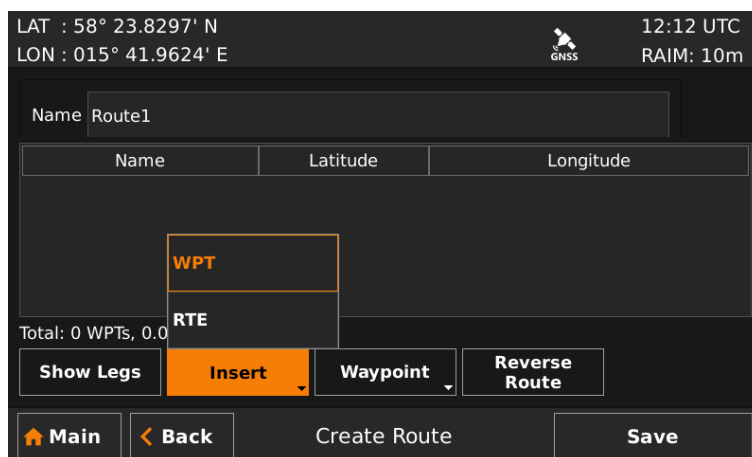 LAT : 58° 23.8297' N
LON : 015° 41.9624' E
GNSS
12:12 UTC
RAIM: 10m
Name Route1
Name Latitude Longitude
WPT
RTE
Total: 0 WPTs, 0.0
Show Legs Insert Waypoint Reverse
Route
Main Back Create Route Save